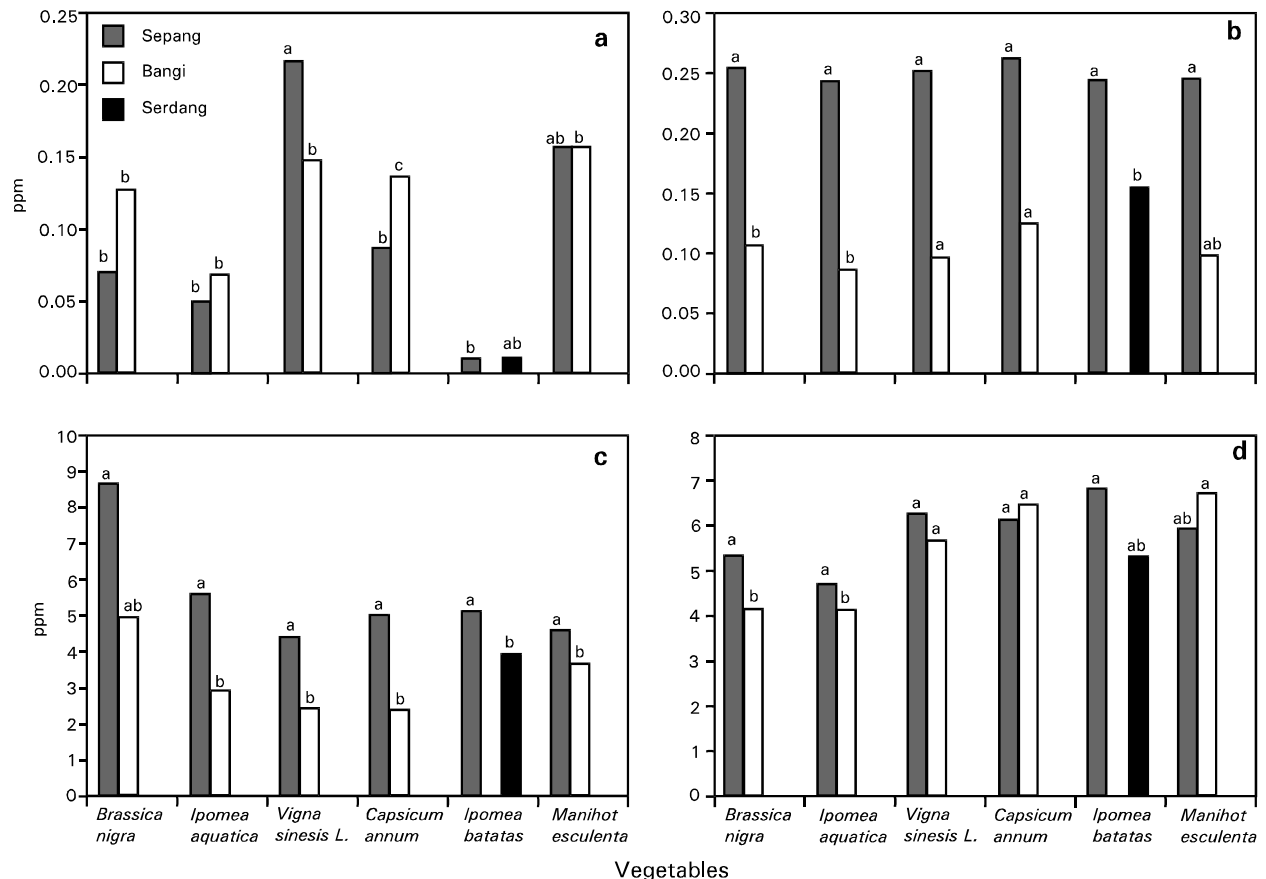 0.25
0.20
0.15
0.10
0.05
0.00
ppm
Sepang
Bangi
Serdang
a
b b
b b
a b
b c
b ab
ab b
0.30
0.25
0.20
0.15
0.10
0.05
0.00
b
a b
a b
a a
a a
a b
a ab
10
9
8
7
6
5
4
3
2
1
0
ppm
c
a ab
a b
a b
a b
a b
a b
8
7
6
5
4
3
2
1
0
d
a b
a b
a a
a a
a ab
ab a
Brassica Ipomea Vigna Capsicum Ipomea Manihot
nigra aquatica sinesis L. annum batatas esculenta
Brassica Ipomea Vigna Capsicum Ipomea Manihot
nigra aquatica sinesis L. annum batatas esculenta
Vegetables